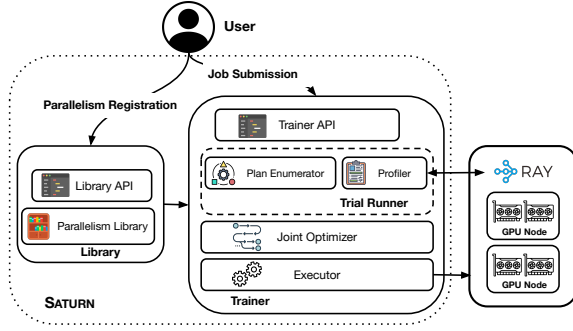 User
Job Submission
Parallelism Registration
Trainer API
Library API
Parallelism Library
Library
Plan Enumerator
Profiler
Trial Runner
Joint Optimizer
Executor
Trainer
SATURN
RAY
GPU Node
GPU Node